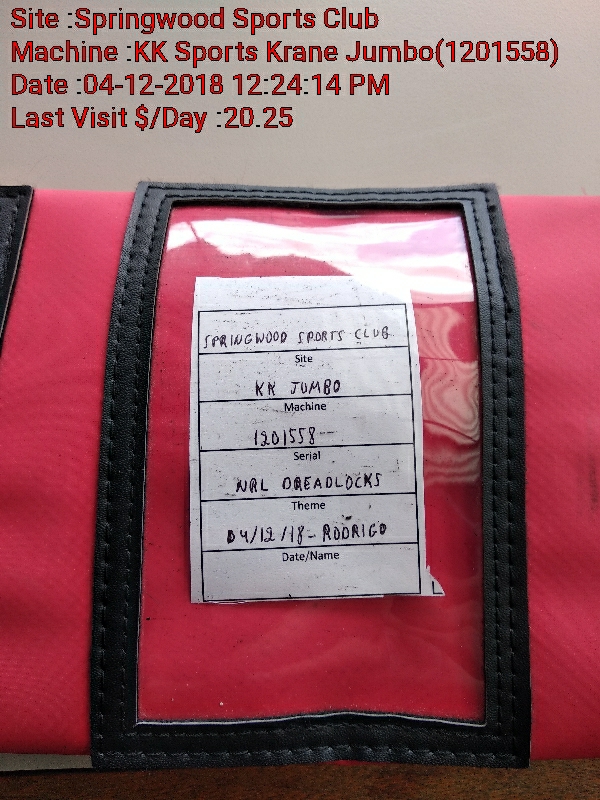 Site :Springwood Sports Club
Machine :KK Sports Krane Jumbo(1201558)
Date :04-12-2018 12:24:14 PM
Last Visit $/Day :20.25
SPRINGWOOD SPORTS CLUB
Site
KK JUMBO
Machine
1201558
Serial
NRL DREADLOCKS
Theme
04/12/18 - RODRIGO
Date/Name